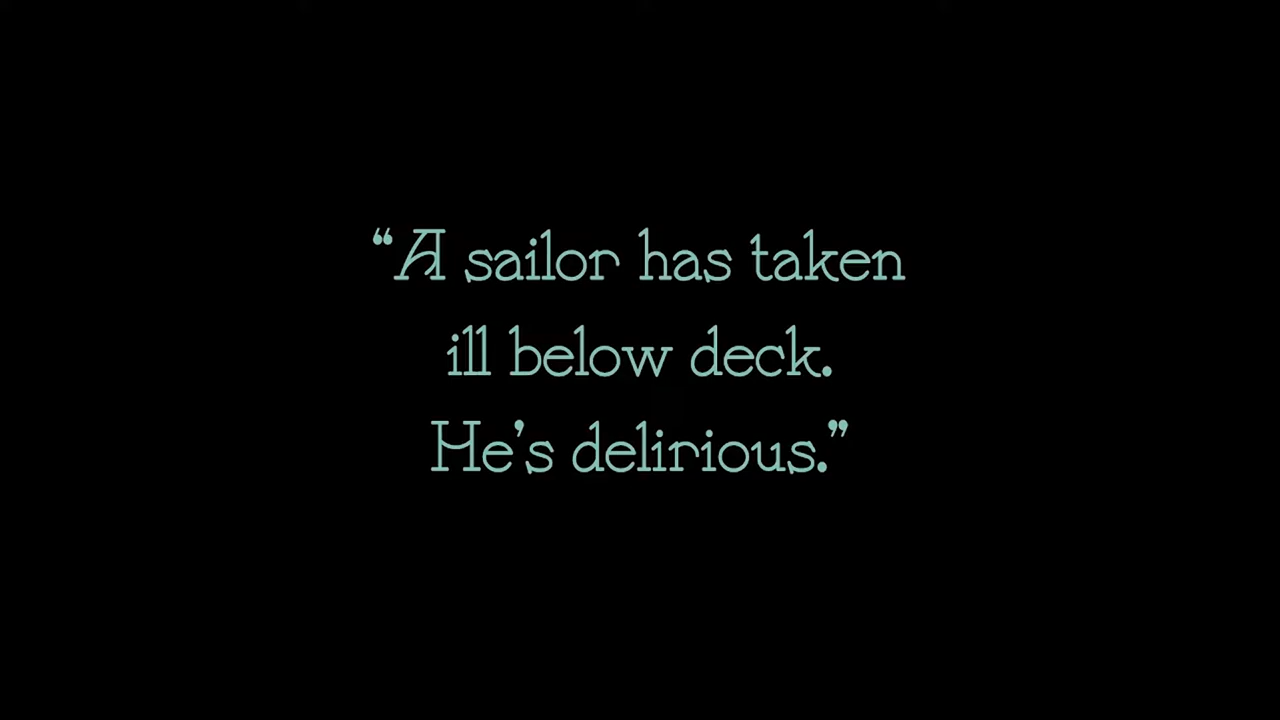 “A sailor has taken
ill below deck.
He’s delirious.”